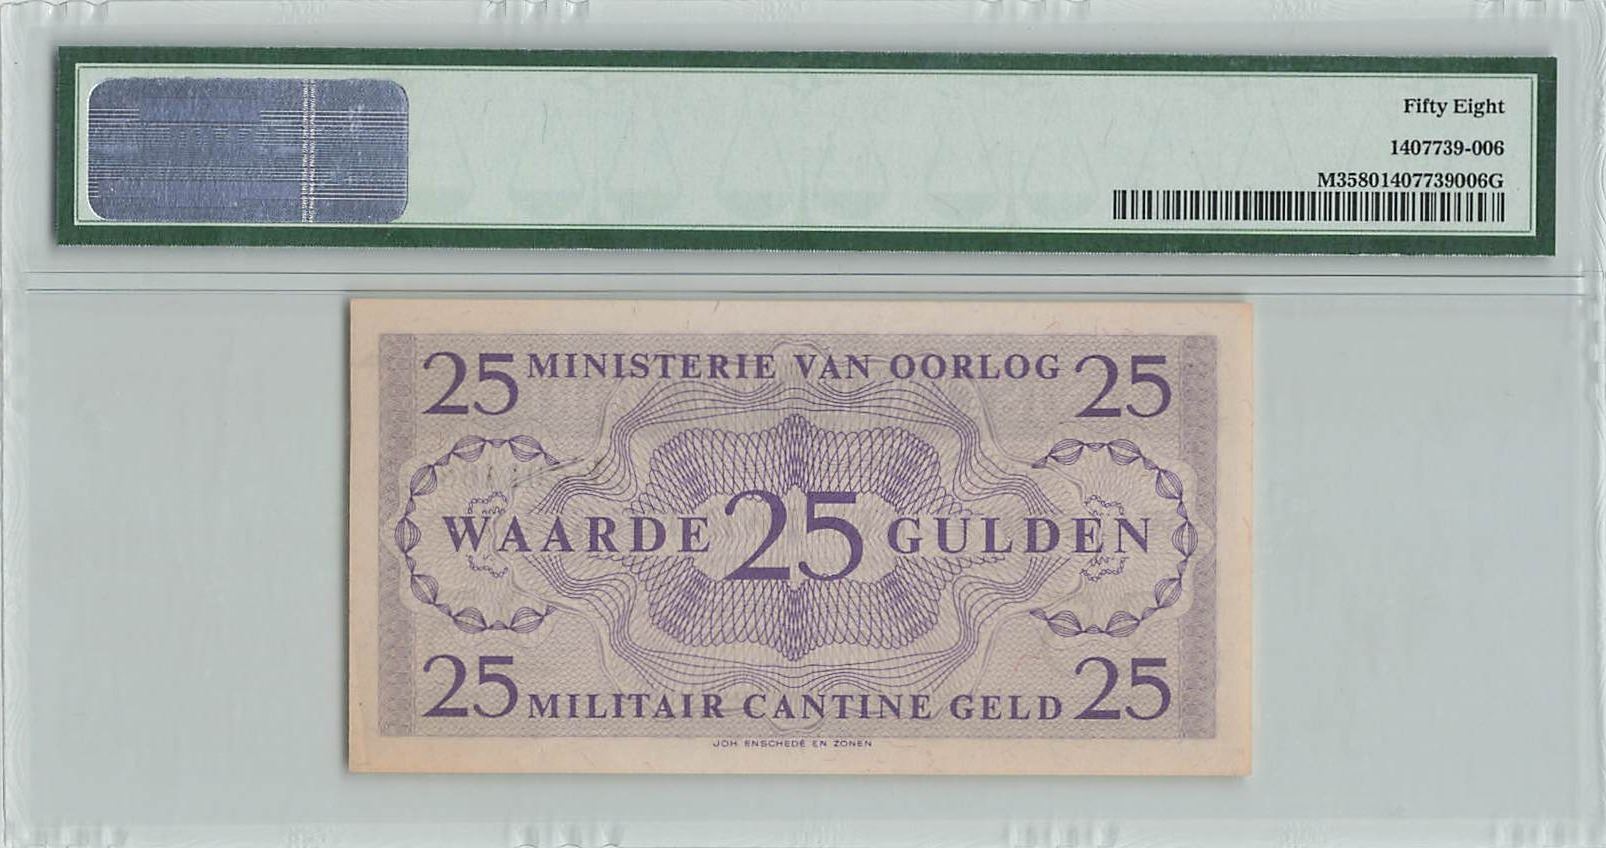 Fifty Eight
1407739-006
M35801407739006G
25 MINISTERIE VAN OORLOG 25
WAARDE 25 GULDEN
25 MILITAIR CANTINE GELD 25
JOH ENSCHEDÉ EN ZONEN